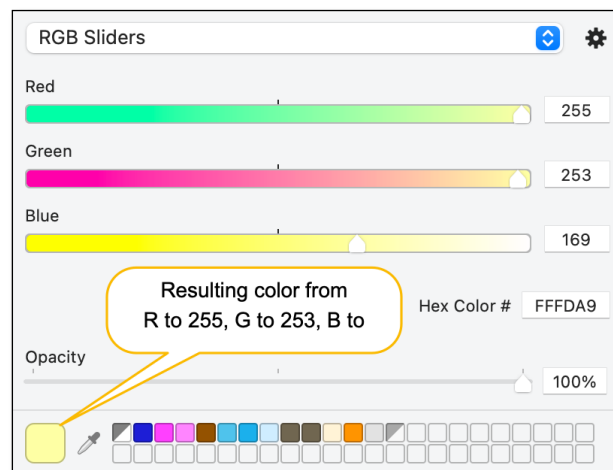 RGB Sliders
Red
255
Green
253
Blue
169
Resulting color from
R to 255, G to 253, B to
Hex Color # FFFDA9
Opacity
100%